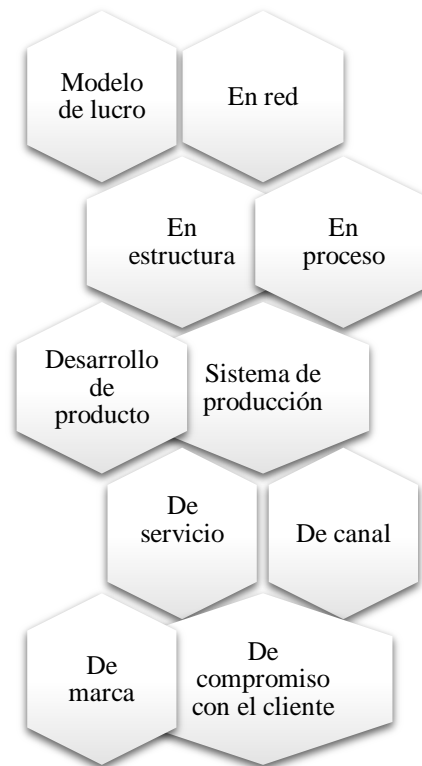 Modelo
de lucro
En red
En
estructura
En
proceso
Desarrollo
de
producto
Sistema de
producción
De
servicio
De canal
De
marca
De
compromiso
con el cliente